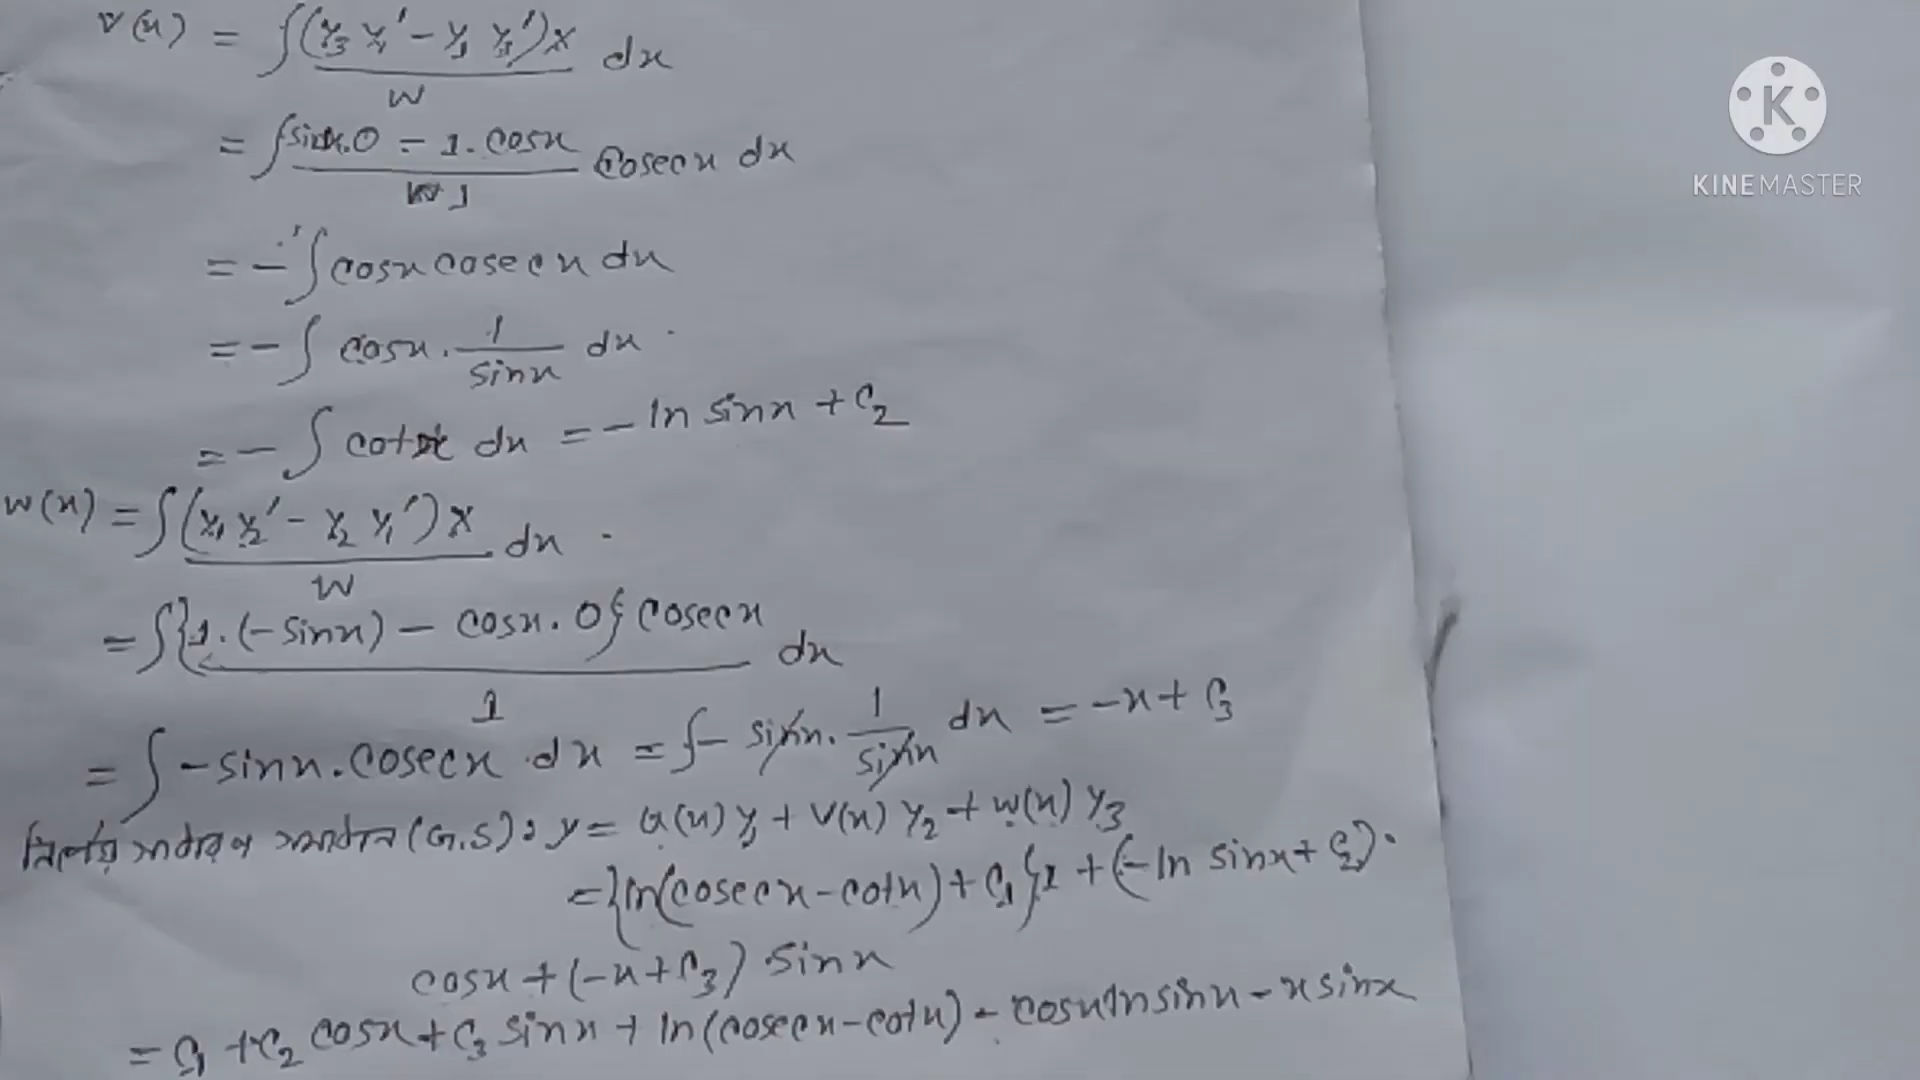 v(x) = ∫ (y₃ y₁' - y₁ y₃')X / W dx
= ∫ sinx.0 - 1.cosx / 1 cosecx dx
= - ∫ cosx cosecx dx
= - ∫ cosx . 1/sinx dx
= - ∫ cotx dx = - ln sinx + C₂
w(x) = ∫ (y₁ y₂' - y₂ y₁')X / W dx
= ∫ {1.(-sinx) - cosx.0} cosecx / 1 dx
= ∫ -sinx.cosecx dx = ∫ - sinx. 1/sinx dx = -x + C₃
নির্ণেয় সাধারণ সমাধান (G.S): y = u(x) y₁ + v(x) y₂ + w(x) y₃
= {ln(cosecx - cotx) + C₁}1 + (-ln sinx + C₂).
cosx + (-x + C₃) sinx
= C₁ + C₂ cosx + C₃ sinx + ln(cosecx - cotx) - cosx ln sinx - x sinx
K
KINEMASTER